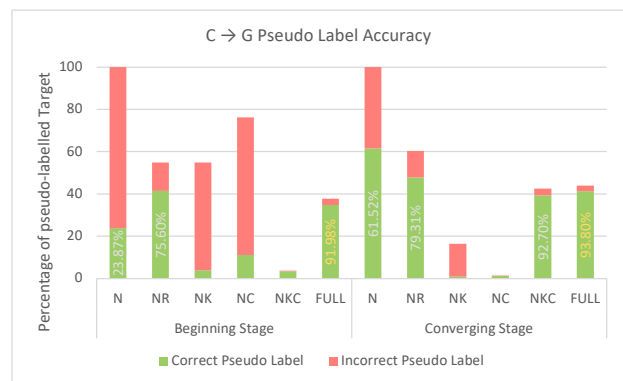 C → G Pseudo Label Accuracy
Percentage of pseudo-labelled Target
100
80
60
40
20
0
23.87%
75.60%
91.98%
61.52%
79.31%
92.70%
93.80%
N NR NK NC NKC FULL N NR NK NC NKC FULL
Beginning Stage Converging Stage
Correct Pseudo Label Incorrect Pseudo Label